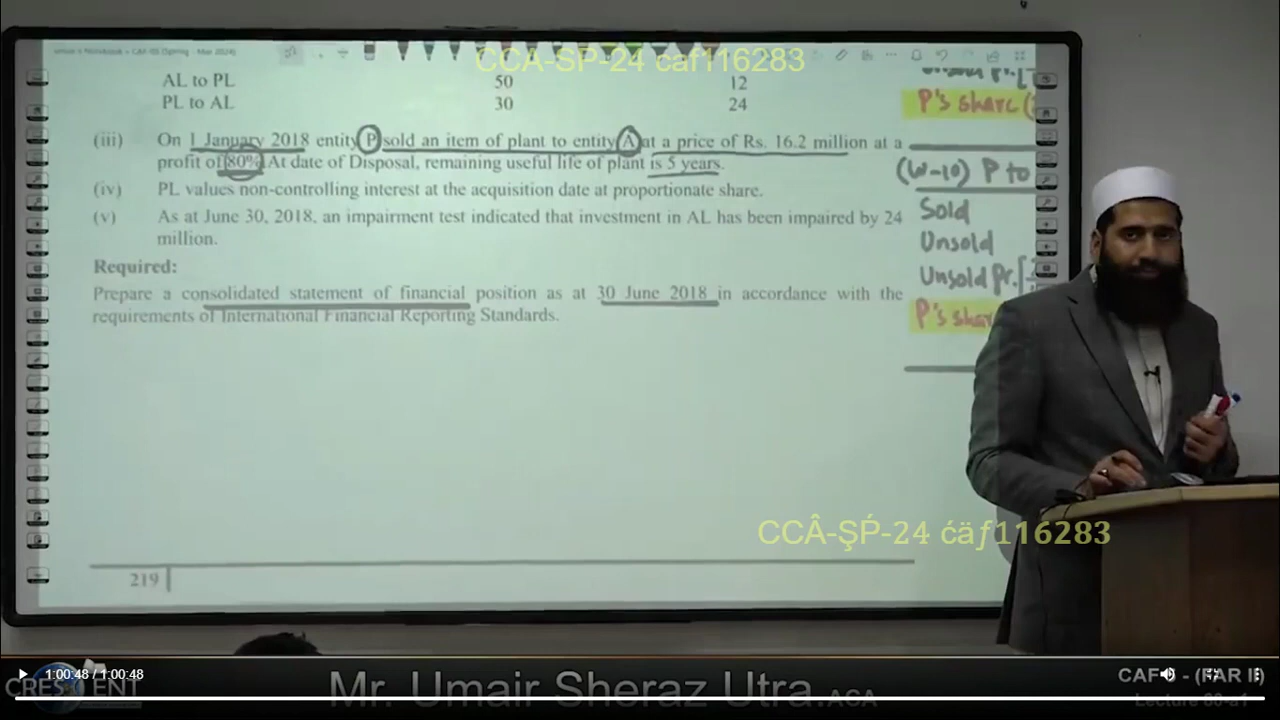 CCA-SP-24 caf116283
AL to PL 50 12
PL to AL 30 24
P's share
(iii) On 1 January 2018 entity P sold an item of plant to entity A at a price of Rs. 16.2 million at a
profit of 80%. At date of Disposal, remaining useful life of plant is 5 years.
(W-10) P to
(iv) PL values non-controlling interest at the acquisition date at proportionate share.
Sold
(v) As at June 30, 2018, an impairment test indicated that investment in AL has been impaired by 24
million.
Unsold
Required:
Unsold Pr.
Prepare a consolidated statement of financial position as at 30 June 2018 in accordance with the
requirements of International Financial Reporting Standards.
P's shar
CCÂ-ŞṔ-24 ćäƒ116283
219
1:00:48 / 1:00:48
CRESCENT
Mr. Umair Sheraz Utra.ACA
- (FAR II)